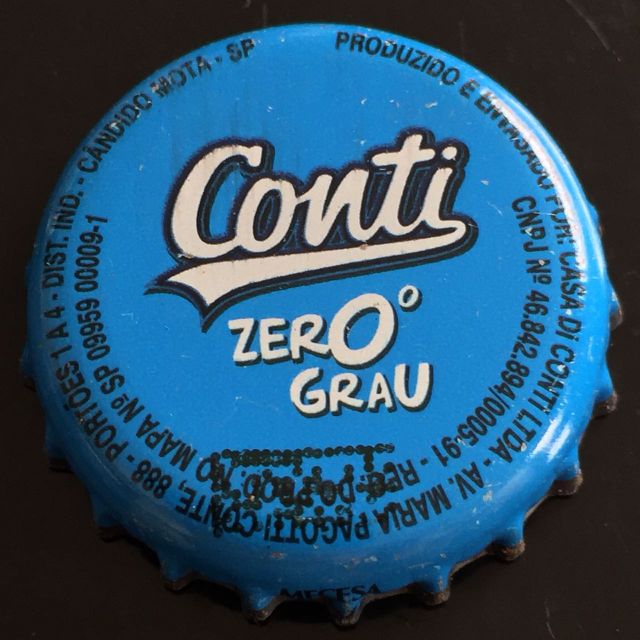 Conti
ZERO°
GRAU
PRODUZIDO E ENVASADO POR: CASA DI CONTI LTDA - AV. MARIA PAGOTTI CONTE, 888 - PORTÕES 1 A 4 - DIST. IND. - CÂNDIDO MOTA - SP
CNPJ Nº 46.842.894/0005-91 - REG. DO PROD. NO MAPA Nº SP 09959 00009-1
MECESA